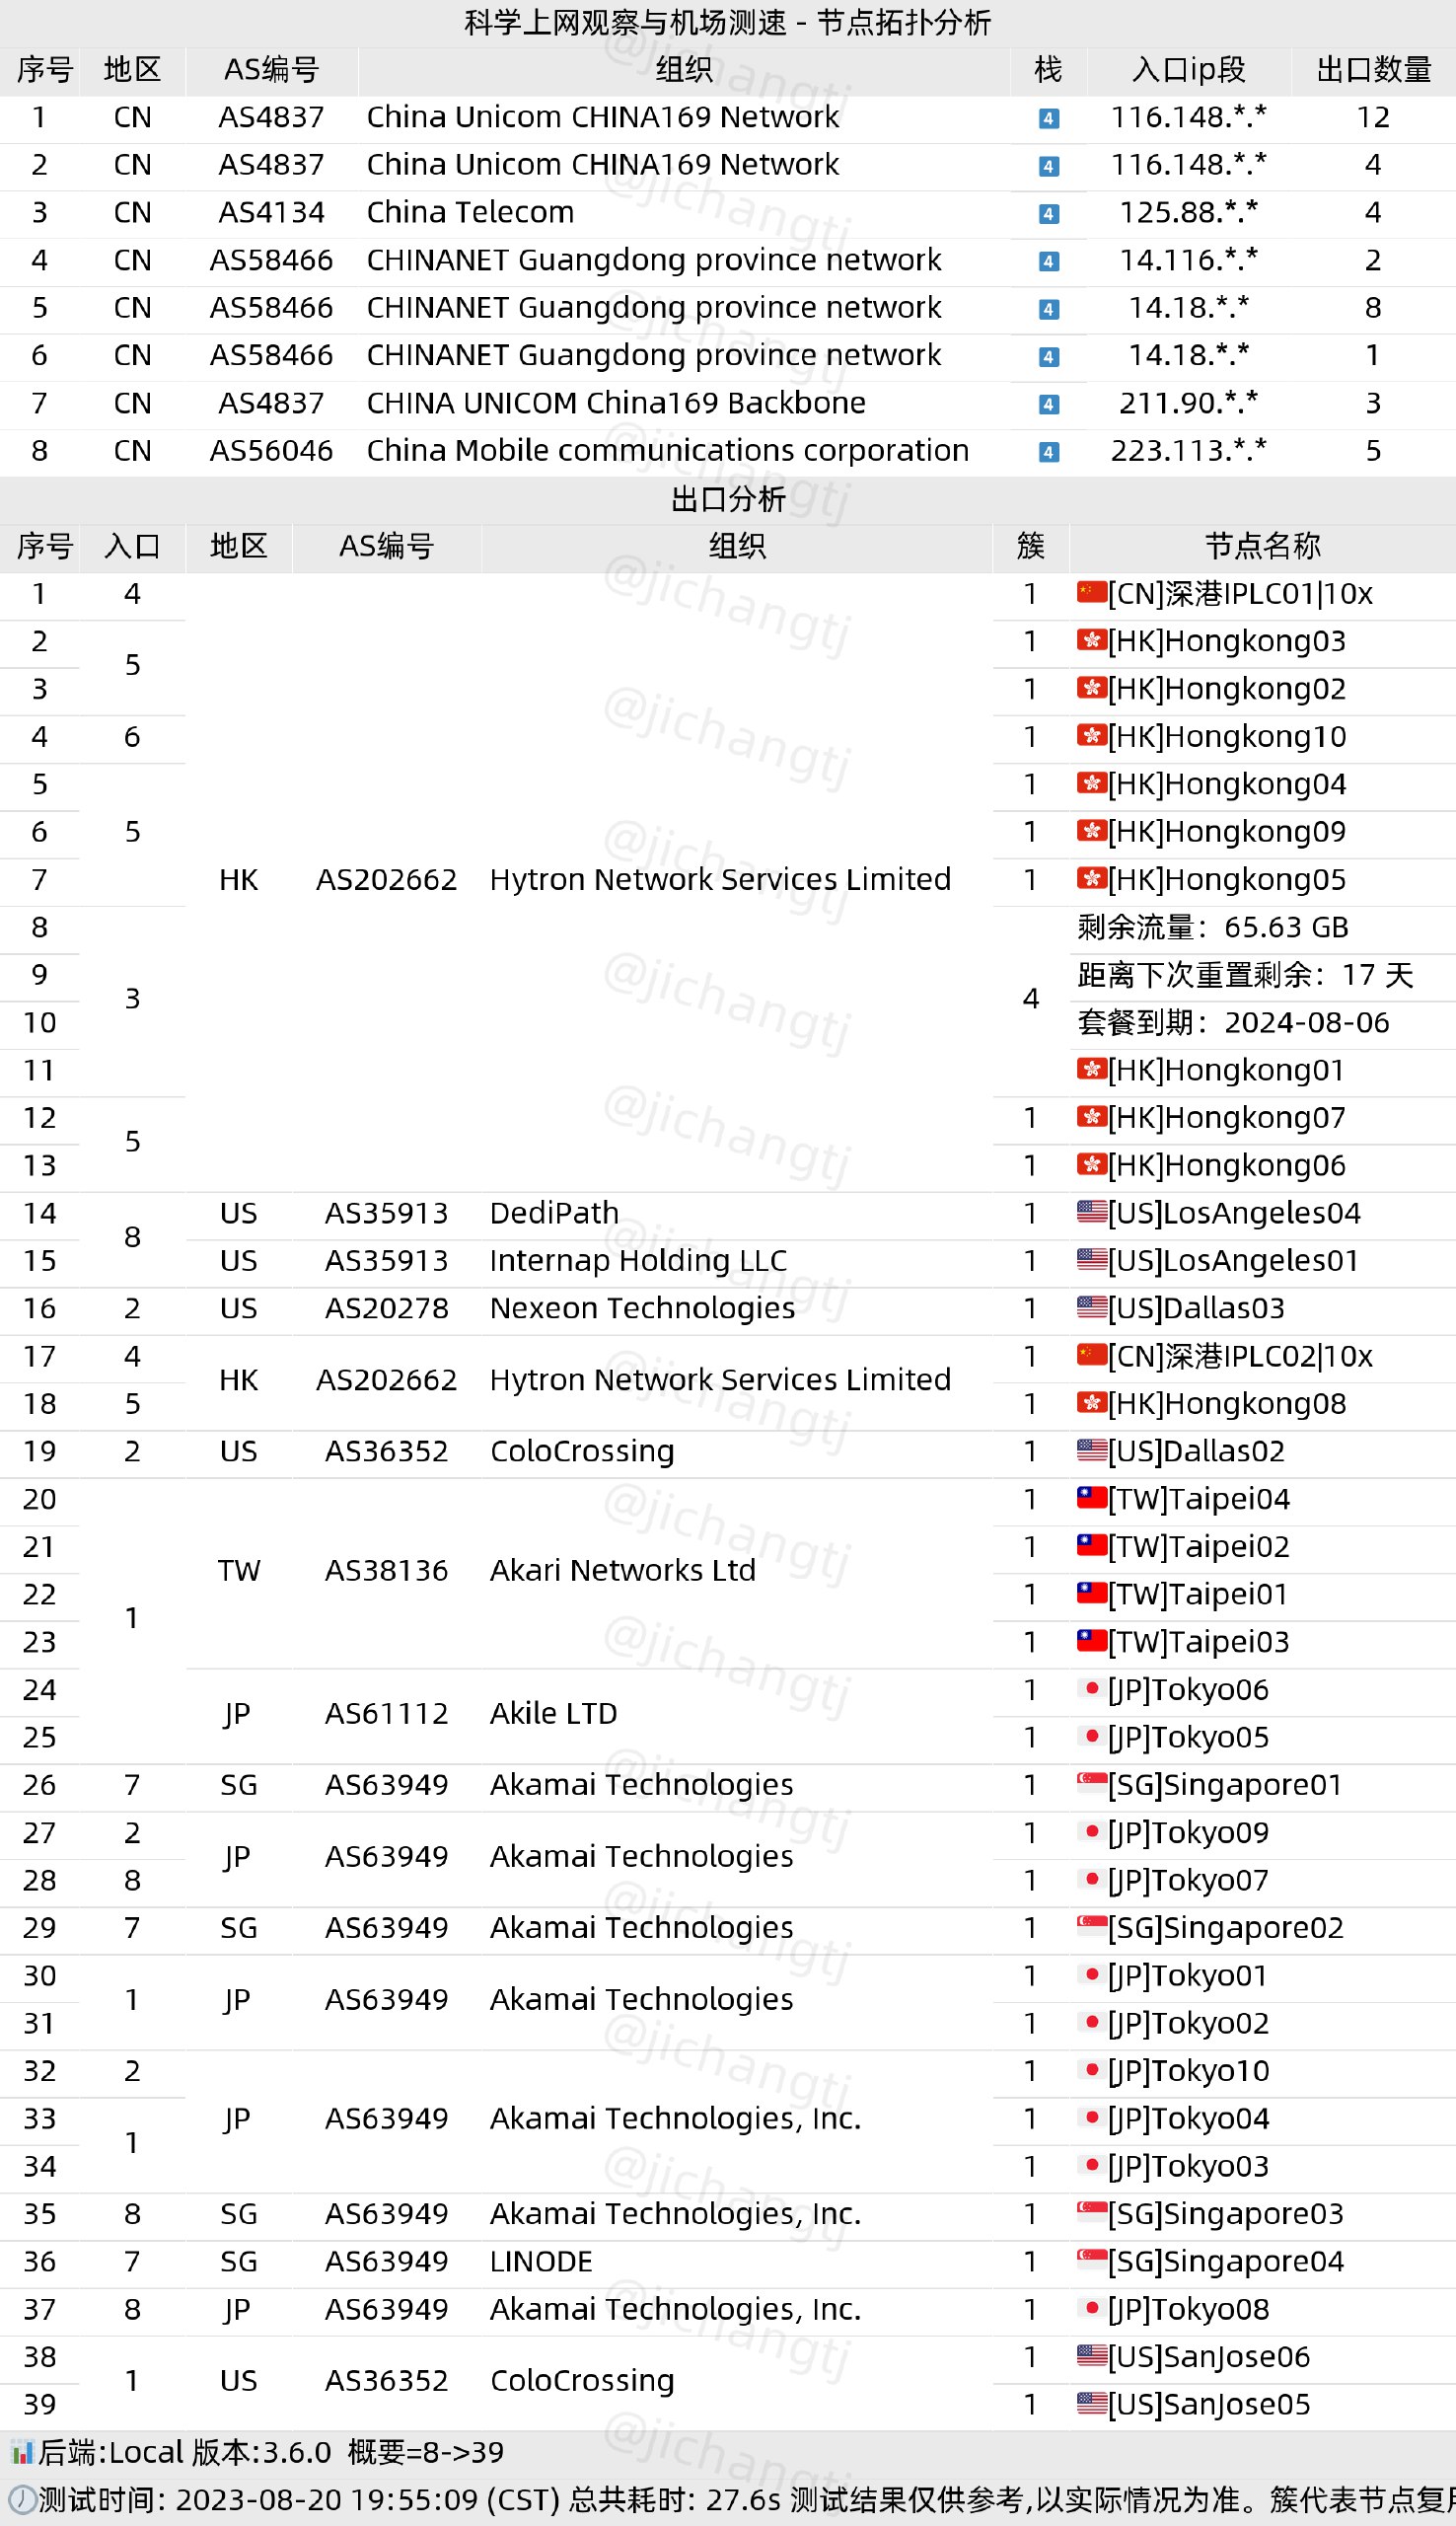 科学上网观察与机场测速 - 节点拓扑分析
序号 地区 AS编号 组织 栈 入口ip段 出口数量
1 CN AS4837 China Unicom CHINA169 Network 4 116.148.*.* 12
2 CN AS4837 China Unicom CHINA169 Network 4 116.148.*.* 4
3 CN AS4134 China Telecom 4 125.88.*.* 4
4 CN AS58466 CHINANET Guangdong province network 4 14.116.*.* 2
5 CN AS58466 CHINANET Guangdong province network 4 14.18.*.* 8
6 CN AS58466 CHINANET Guangdong province network 4 14.18.*.* 1
7 CN AS4837 CHINA UNICOM China169 Backbone 4 211.90.*.* 3
8 CN AS56046 China Mobile communications corporation 4 223.113.*.* 5
出口分析
序号 入口 地区 AS编号 组织 簇 节点名称
1 4 1 [CN]深港IPLC01|10x
2 5 1 [HK]Hongkong03
3 1 [HK]Hongkong02
4 6 1 [HK]Hongkong10
5 1 [HK]Hongkong04
6 5 1 [HK]Hongkong09
7 HK AS202662 Hytron Network Services Limited 1 [HK]Hongkong05
8 剩余流量：65.63 GB
9 3 4 距离下次重置剩余：17 天
10 套餐到期：2024-08-06
11 [HK]Hongkong01
12 5 1 [HK]Hongkong07
13 1 [HK]Hongkong06
14 8 US AS35913 DediPath 1 [US]LosAngeles04
15 US AS35913 Internap Holding LLC 1 [US]LosAngeles01
16 2 US AS20278 Nexeon Technologies 1 [US]Dallas03
17 4 HK AS202662 Hytron Network Services Limited 1 [CN]深港IPLC02|10x
18 5 1 [HK]Hongkong08
19 2 US AS36352 ColoCrossing 1 [US]Dallas02
20 1 [TW]Taipei04
21 TW AS38136 Akari Networks Ltd 1 [TW]Taipei02
22 1 1 [TW]Taipei01
23 1 [TW]Taipei03
24 JP AS61112 Akile LTD 1 [JP]Tokyo06
25 1 [JP]Tokyo05
26 7 SG AS63949 Akamai Technologies 1 [SG]Singapore01
27 2 JP AS63949 Akamai Technologies 1 [JP]Tokyo09
28 8 1 [JP]Tokyo07
29 7 SG AS63949 Akamai Technologies 1 [SG]Singapore02
30 1 JP AS63949 Akamai Technologies 1 [JP]Tokyo01
31 1 [JP]Tokyo02
32 2 1 [JP]Tokyo10
33 1 JP AS63949 Akamai Technologies, Inc. 1 [JP]Tokyo04
34 1 [JP]Tokyo03
35 8 SG AS63949 Akamai Technologies, Inc. 1 [SG]Singapore03
36 7 SG AS63949 LINODE 1 [SG]Singapore04
37 8 JP AS63949 Akamai Technologies, Inc. 1 [JP]Tokyo08
38 1 US AS36352 ColoCrossing 1 [US]SanJose06
39 1 [US]SanJose05
后端:Local 版本:3.6.0 概要=8->39
测试时间: 2023-08-20 19:55:09 (CST) 总共耗时: 27.6s 测试结果仅供参考,以实际情况为准。簇代表节点复用
@jichangtj